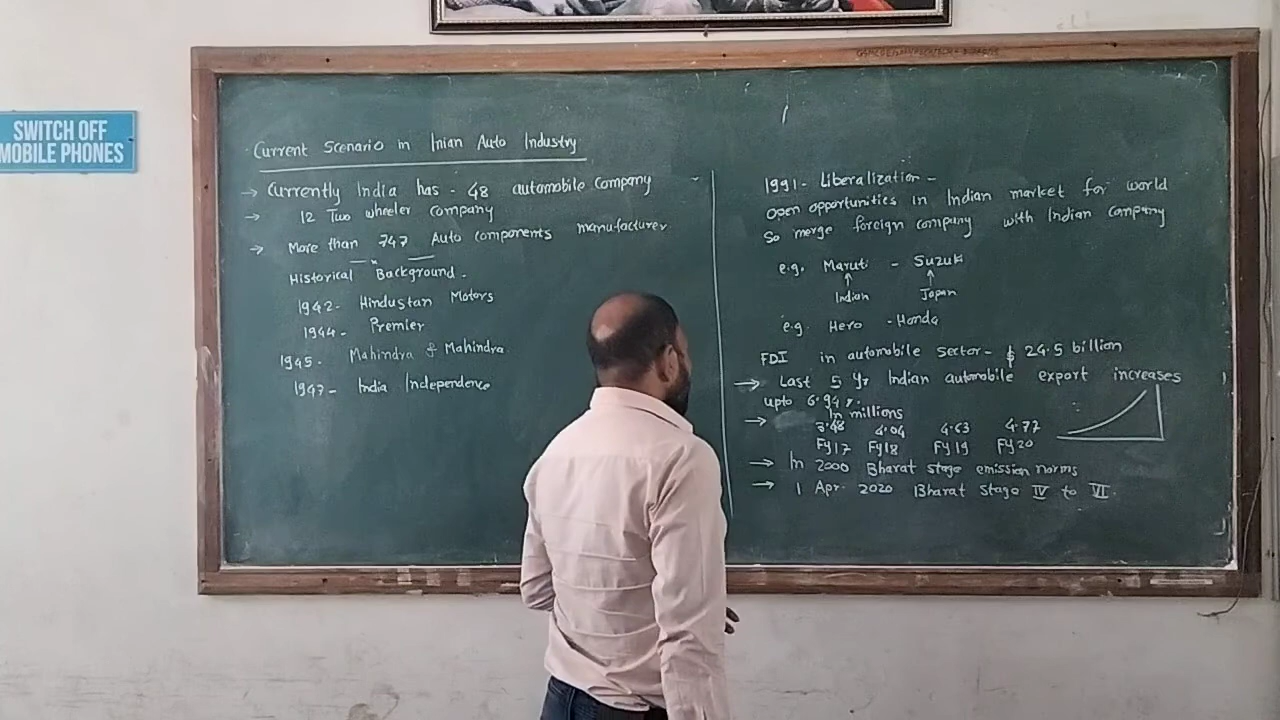 SWITCH OFF
MOBILE PHONES
Current Scenario in Inian Auto Industry
→ Currently India has - 48 automobile Company
→ 12 Two wheeler company
→ More than 747 Auto components manufacturer
Historical Background -
1942- Hindustan Motors
1944- Premier
1945- Mahindra & Mahindra
1947- India Independence
1991- Liberalization -
open opportunities in Indian market for world
So merge foreign company with Indian Company
e.g. Maruti - Suzuki
↑ ↑
Indian Japan
e.g. Hero - Honda
FDI in automobile sector- $ 24.5 billion
→ Last 5 Yr Indian automobile export increases
upto 6.94 %.
→ In millions
3.48 4.04 4.63 4.77
FY17 FY18 FY19 FY20
→ In 2000 Bharat stage emission norms
→ 1 Apr- 2020 Bharat Stage IV to VI.